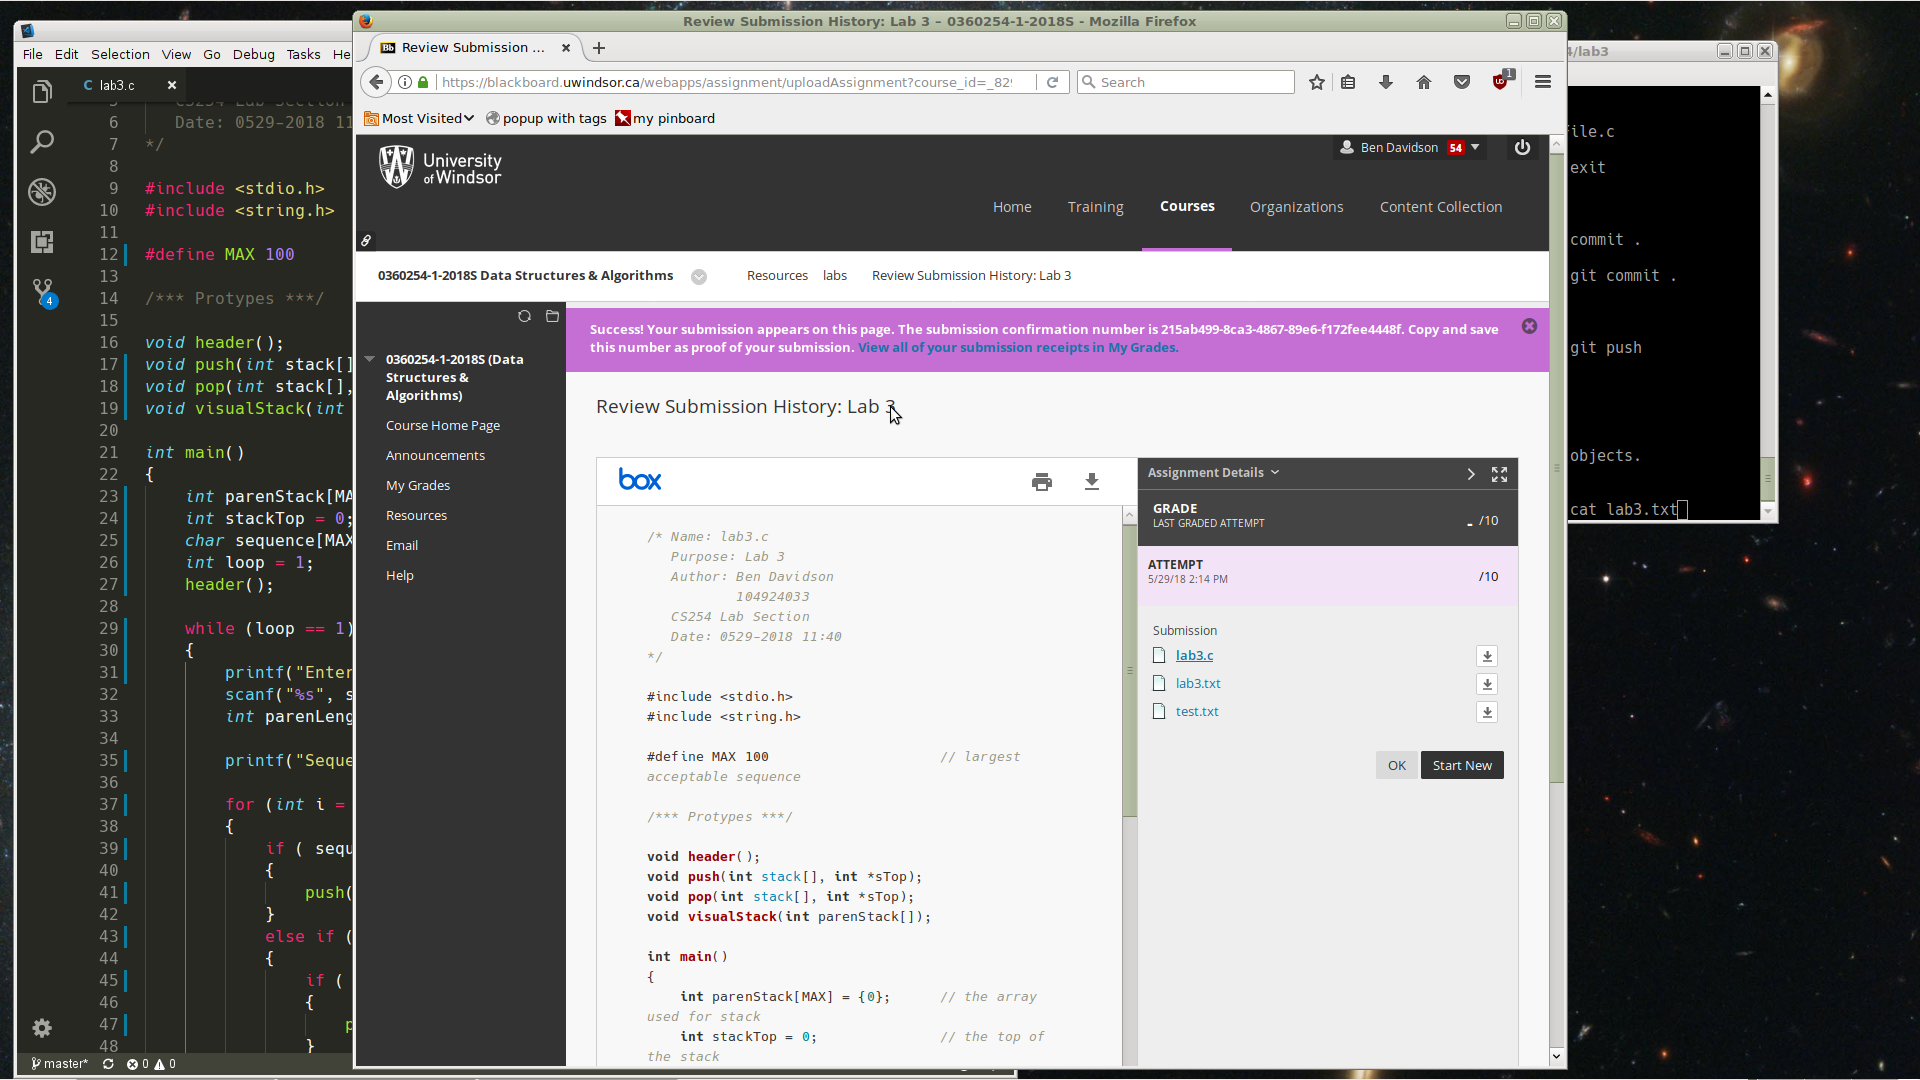 File Edit Selection View Go Debug Tasks He
lab3.c
6 Date: 0529-2018 11
7 */
8
9 #include <stdio.h>
10 #include <string.h>
11
12 #define MAX 100
13
14 /*** Protypes ***/
15
16 void header();
17 void push(int stack[]
18 void pop(int stack[],
19 void visualStack(int
20
21 int main()
22 {
23 int parenStack[MA
24 int stackTop = 0;
25 char sequence[MAX
26 int loop = 1;
27 header();
28
29 while (loop == 1)
30 {
31 printf("Enter
32 scanf("%s", s
33 int parenLeng
34
35 printf("Seque
36
37 for (int i =
38 {
39 if ( sequ
40 {
41 push(
42 }
43 else if (
44 {
45 if (
46 {
47 p
48 }
4
master* 0 0
Review Submission History: Lab 3 – 0360254-1-2018S - Mozilla Firefox
Bb Review Submission ...
https://blackboard.uwindsor.ca/webapps/assignment/uploadAssignment?course_id=_829
Search
1
Most Visited popup with tags my pinboard
University of Windsor
Ben Davidson 54
Home Training Courses Organizations Content Collection
0360254-1-2018S Data Structures & Algorithms Resources labs Review Submission History: Lab 3
0360254-1-2018S (Data
Structures &
Algorithms)
Course Home Page
Announcements
My Grades
Resources
Email
Help
Success! Your submission appears on this page. The submission confirmation number is 215ab499-8ca3-4867-89e6-f172fee4448f. Copy and save
this number as proof of your submission. View all of your submission receipts in My Grades.
Review Submission History: Lab 3
box
/* Name: lab3.c
Purpose: Lab 3
Author: Ben Davidson
104924033
CS254 Lab Section
Date: 0529-2018 11:40
*/
#include <stdio.h>
#include <string.h>
#define MAX 100 // largest
acceptable sequence
/*** Protypes ***/
void header();
void push(int stack[], int *sTop);
void pop(int stack[], int *sTop);
void visualStack(int parenStack[]);
int main()
{
int parenStack[MAX] = {0}; // the array
used for stack
int stackTop = 0; // the top of
the stack
Assignment Details
GRADE
LAST GRADED ATTEMPT
- /10
ATTEMPT
5/29/18 2:14 PM
/10
Submission
lab3.c
lab3.txt
test.txt
OK Start New
4/lab3
file.c
exit
commit .
git commit .
git push
objects.
cat lab3.txt